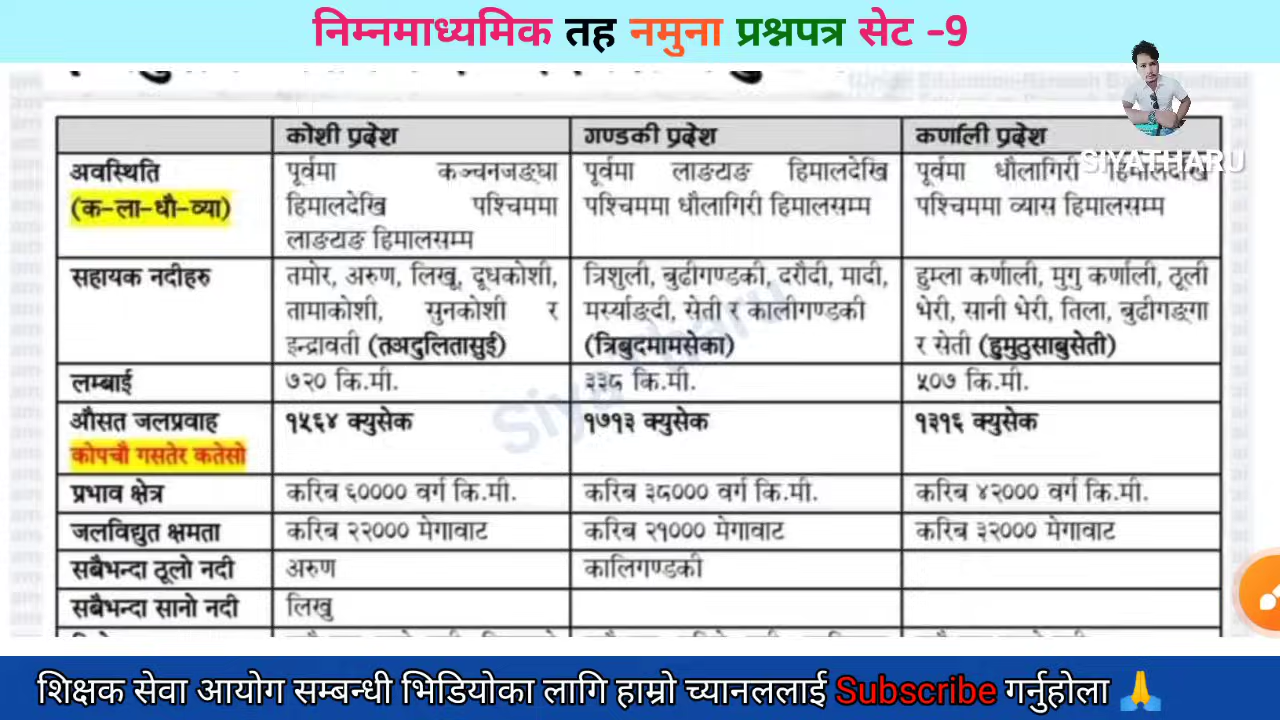 निम्नमाध्यमिक तह नमुना प्रश्नपत्र सेट -9
SIYATHARU
कोशी प्रदेश गण्डकी प्रदेश कर्णाली प्रदेश
अवस्थिति
(क-ला-धौ-व्या)
पूर्वमा कञ्चनजङ्घा
हिमालदेखि पश्चिममा
लाङटाङ हिमालसम्म
पूर्वमा लाङटाङ हिमालदेखि
पश्चिममा धौलागिरी हिमालसम्म
पूर्वमा धौलागिरी हिमालदेखि
पश्चिममा व्यास हिमालसम्म
सहायक नदीहरु
तमोर, अरुण, लिखु, दूधकोशी,
तामाकोशी, सुनकोशी र
इन्द्रावती (तअदुलितासुई)
त्रिशुली, बुढीगण्डकी, दरौदी, मादी,
मर्स्याङ्दी, सेती र कालीगण्डकी
(त्रिबुदमामसेका)
हुम्ला कर्णाली, मुगु कर्णाली, ठूली
भेरी, सानी भेरी, तिला, बुढीगङ्गा
र सेती (हुमुठुसाबुसेती)
लम्बाई ७२० कि.मी. ३३८ कि.मी. ५०७ कि.मी.
औसत जलप्रवाह
कोपचौ गसतेर कतेसो
१५६४ क्युसेक १७१३ क्युसेक १३१६ क्युसेक
प्रभाव क्षेत्र करिब ६०००० वर्ग कि.मी. करिब ३८००० वर्ग कि.मी. करिब ४२००० वर्ग कि.मी.
जलविद्युत क्षमता करिब २२००० मेगावाट करिब २१००० मेगावाट करिब ३२००० मेगावाट
सबैभन्दा ठूलो नदी अरुण कालिगण्डकी
सबैभन्दा सानो नदी लिखु
Siya Tharu
शिक्षक सेवा आयोग सम्बन्धी भिडियोका लागि हाम्रो च्यानललाई Subscribe गर्नुहोला 🙏